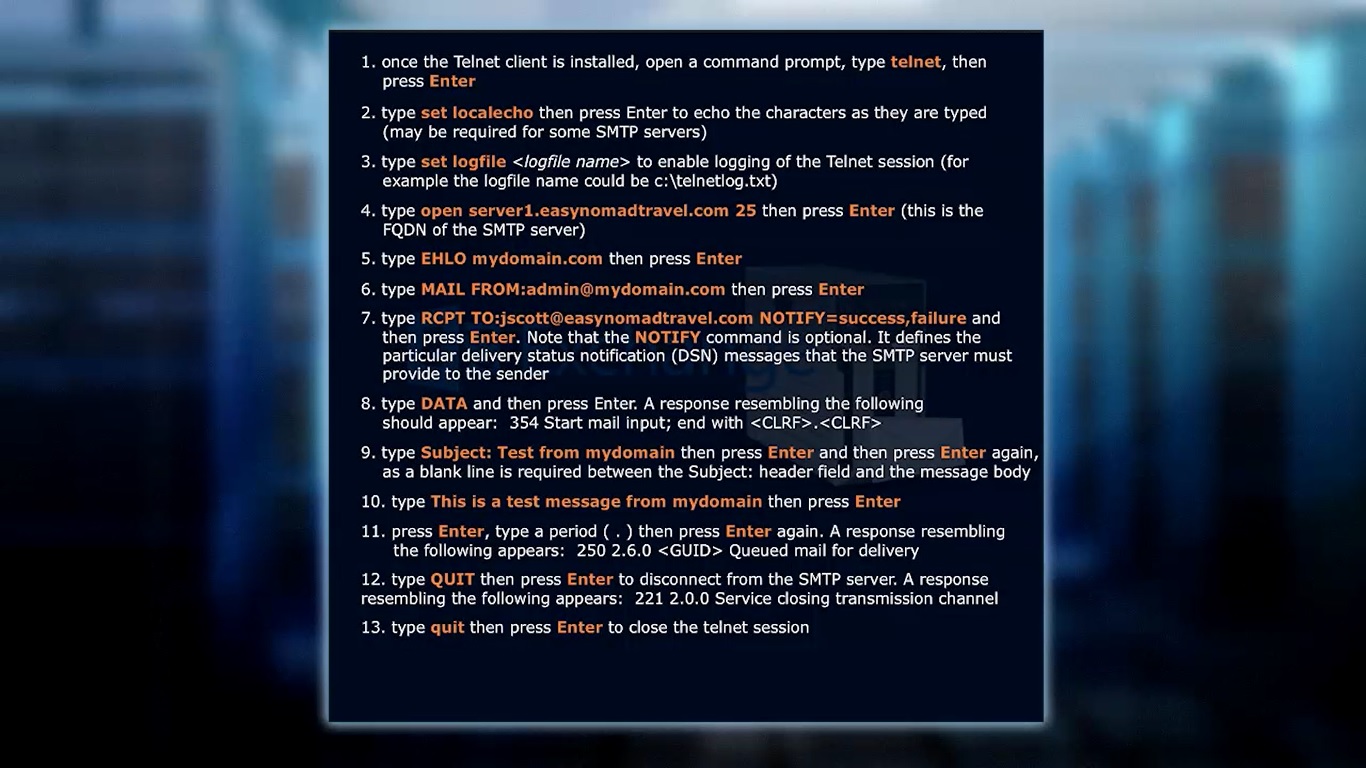 1. once the Telnet client is installed, open a command prompt, type telnet, then
press Enter
2. type set localecho then press Enter to echo the characters as they are typed
(may be required for some SMTP servers)
3. type set logfile <logfile name> to enable logging of the Telnet session (for
example the logfile name could be c:\telnetlog.txt)
4. type open server1.easynomadtravel.com 25 then press Enter (this is the
FQDN of the SMTP server)
5. type EHLO mydomain.com then press Enter
6. type MAIL FROM:admin@mydomain.com then press Enter
7. type RCPT TO:jscott@easynomadtravel.com NOTIFY=success,failure and
then press Enter. Note that the NOTIFY command is optional. It defines the
particular delivery status notification (DSN) messages that the SMTP server must
provide to the sender
8. type DATA and then press Enter. A response resembling the following
should appear: 354 Start mail input; end with <CLRF>.<CLRF>
9. type Subject: Test from mydomain then press Enter and then press Enter again,
as a blank line is required between the Subject: header field and the message body
10. type This is a test message from mydomain then press Enter
11. press Enter, type a period ( . ) then press Enter again. A response resembling
the following appears: 250 2.6.0 <GUID> Queued mail for delivery
12. type QUIT then press Enter to disconnect from the SMTP server. A response
resembling the following appears: 221 2.0.0 Service closing transmission channel
13. type quit then press Enter to close the telnet session